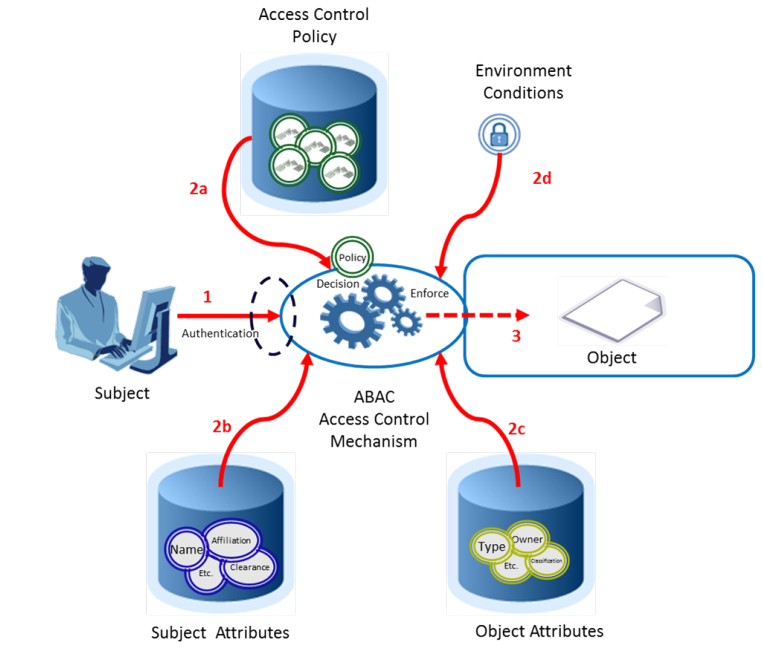 Access Control
Policy
Environment
Conditions
2a
2d
Policy
Decision
Enforce
1
Authentication
3
Object
Subject
ABAC
Access Control
Mechanism
2b
2c
Name
Affiliation
Etc.
Clearance
Type
Owner
Etc.
Classification
Subject Attributes
Object Attributes